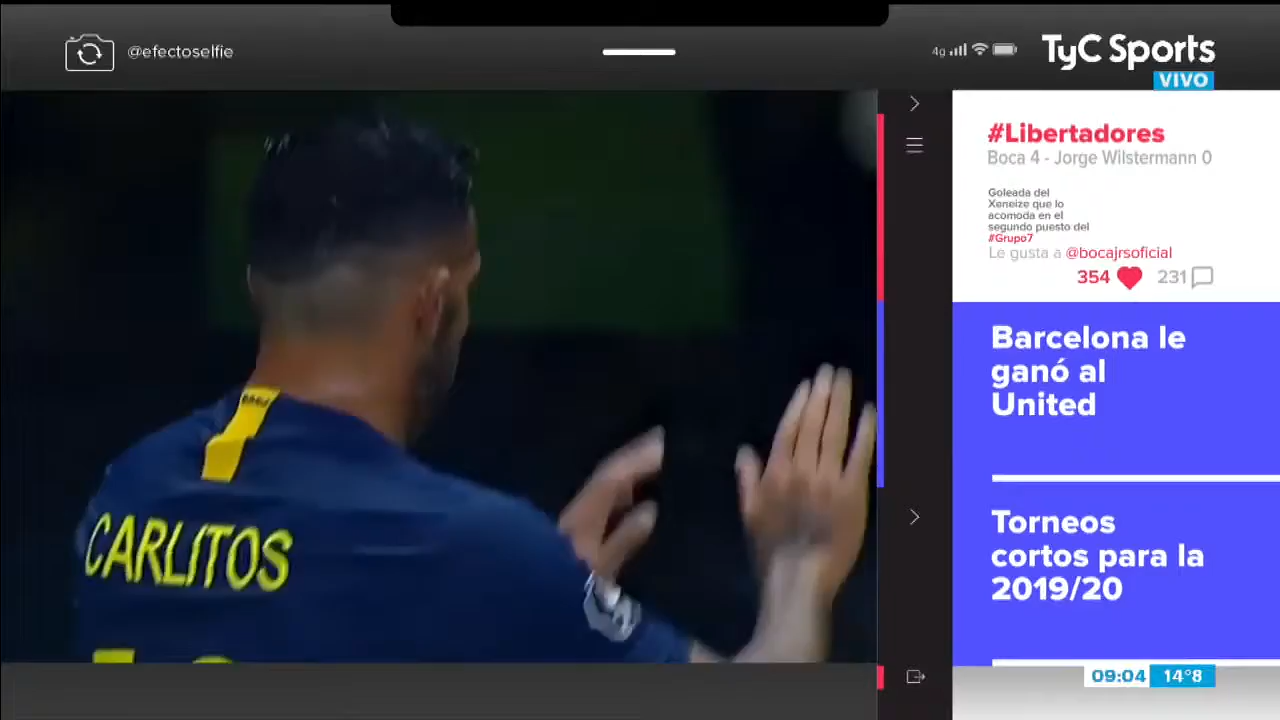 @efectoselfie
4g
TyC Sports
VIVO
#Libertadores
Boca 4 - Jorge Wilstermann 0
Goleada del
Xeneize que lo
acomoda en el
segundo puesto del
#Grupo7
Le gusta a @bocajrsoficial
354
231
Barcelona le
ganó al
United
Torneos
cortos para la
2019/20
CARLITOS
09:04
14°8